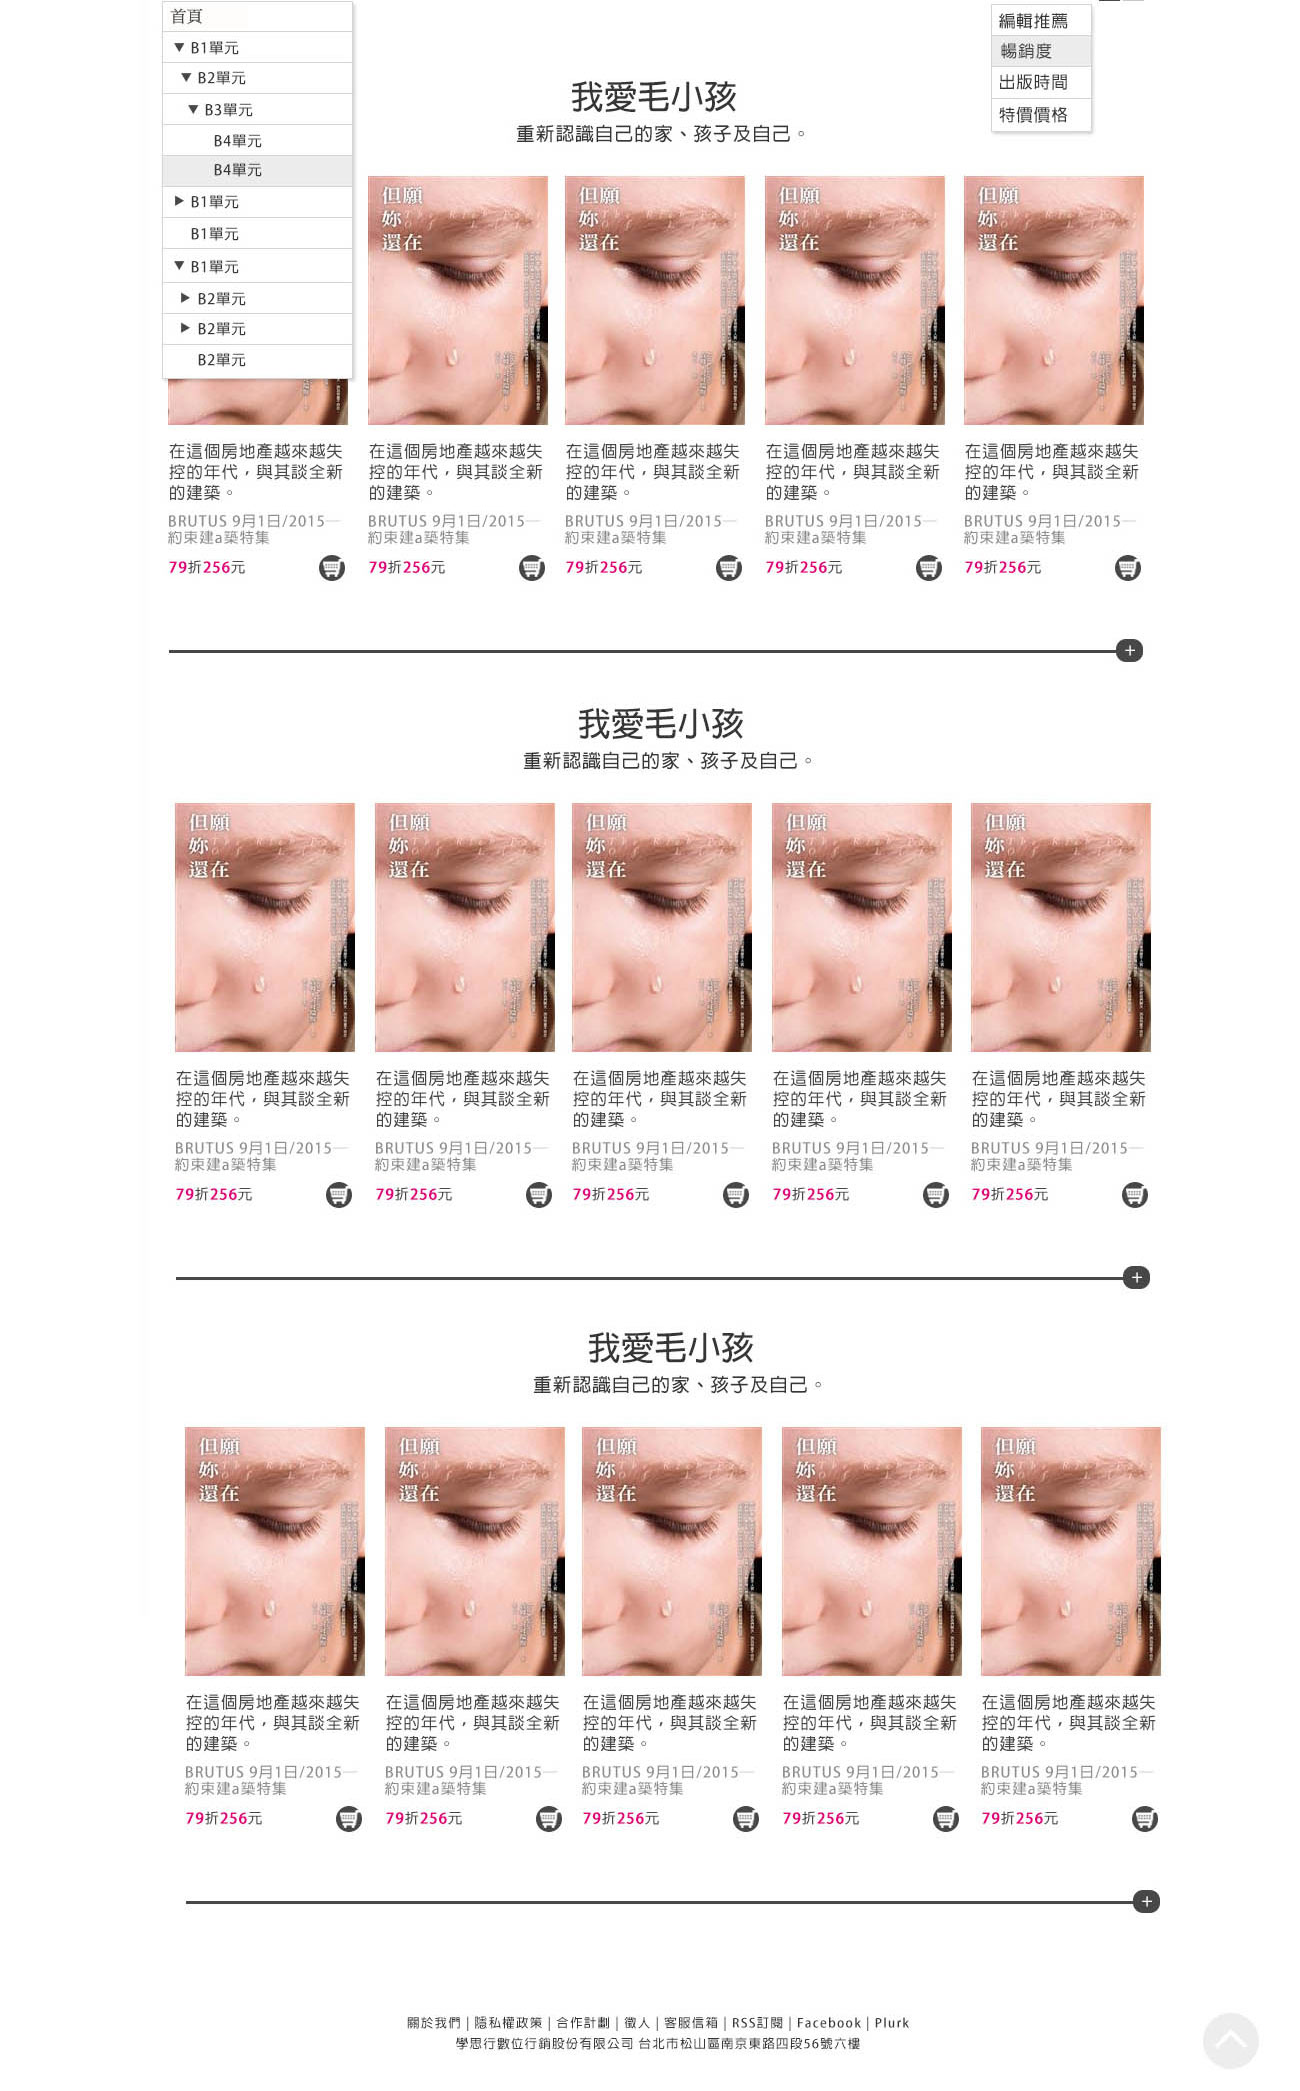 首頁
B1單元
B2單元
B3單元
B4單元
B4單元
B1單元
B1單元
B1單元
B2單元
B2單元
B2單元
編輯推薦
暢銷度
出版時間
特價價格
我愛毛小孩
重新認識自己的家、孩子及自己。
但願 但願 但願 但願
妳 妳 妳 妳
還在 還在 還在 還在
在這個房地產越來越失 在這個房地產越來越失 在這個房地產越來越失 在這個房地產越來越失 在這個房地產越來越失
控的年代，與其談全新 控的年代，與其談全新 控的年代，與其談全新 控的年代，與其談全新 控的年代，與其談全新
的建築。 的建築。 的建築。 的建築。 的建築。
BRUTUS 9月1日/2015— BRUTUS 9月1日/2015— BRUTUS 9月1日/2015— BRUTUS 9月1日/2015— BRUTUS 9月1日/2015—
約束建a築特集 約束建a築特集 約束建a築特集 約束建a築特集 約束建a築特集
79折256元 79折256元 79折256元 79折256元 79折256元
+
我愛毛小孩
重新認識自己的家、孩子及自己。
但願 但願 但願 但願 但願
妳 妳 妳 妳 妳
還在 還在 還在 還在 還在
在這個房地產越來越失 在這個房地產越來越失 在這個房地產越來越失 在這個房地產越來越失 在這個房地產越來越失
控的年代，與其談全新 控的年代，與其談全新 控的年代，與其談全新 控的年代，與其談全新 控的年代，與其談全新
的建築。 的建築。 的建築。 的建築。 的建築。
BRUTUS 9月1日/2015— BRUTUS 9月1日/2015— BRUTUS 9月1日/2015— BRUTUS 9月1日/2015— BRUTUS 9月1日/2015—
約束建a築特集 約束建a築特集 約束建a築特集 約束建a築特集 約束建a築特集
79折256元 79折256元 79折256元 79折256元 79折256元
+
我愛毛小孩
重新認識自己的家、孩子及自己。
但願 但願 但願 但願 但願
妳 妳 妳 妳 妳
還在 還在 還在 還在 還在
在這個房地產越來越失 在這個房地產越來越失 在這個房地產越來越失 在這個房地產越來越失 在這個房地產越來越失
控的年代，與其談全新 控的年代，與其談全新 控的年代，與其談全新 控的年代，與其談全新 控的年代，與其談全新
的建築。 的建築。 的建築。 的建築。 的建築。
BRUTUS 9月1日/2015— BRUTUS 9月1日/2015— BRUTUS 9月1日/2015— BRUTUS 9月1日/2015— BRUTUS 9月1日/2015—
約束建a築特集 約束建a築特集 約束建a築特集 約束建a築特集 約束建a築特集
79折256元 79折256元 79折256元 79折256元 79折256元
+
關於我們 | 隱私權政策 | 合作計劃 | 徵人 | 客服信箱 | RSS訂閱 | Facebook | Plurk
學思行數位行銷股份有限公司 台北市松山區南京東路四段56號六樓